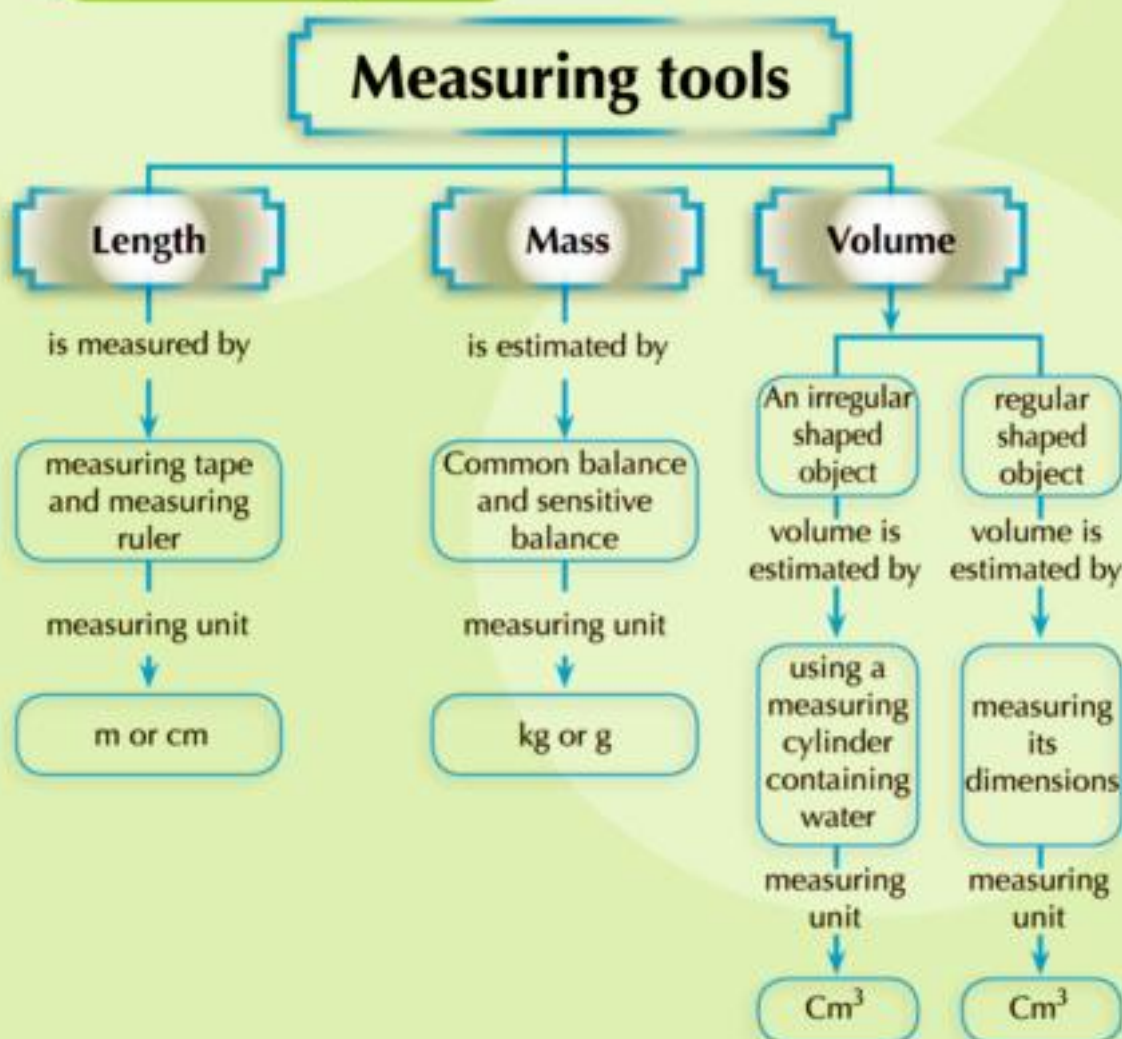 Measuring tools
Length
is measured by
measuring tape
and measuring
ruler
measuring unit
m or cm
Mass
is estimated by
Common balance
and sensitive
balance
measuring unit
kg or g
Volume
An irregular
shaped
object
volume is
estimated by
using a
measuring
cylinder
containing
water
measuring
unit
Cm³
regular
shaped
object
volume is
estimated by
measuring
its
dimensions
measuring
unit
Cm³